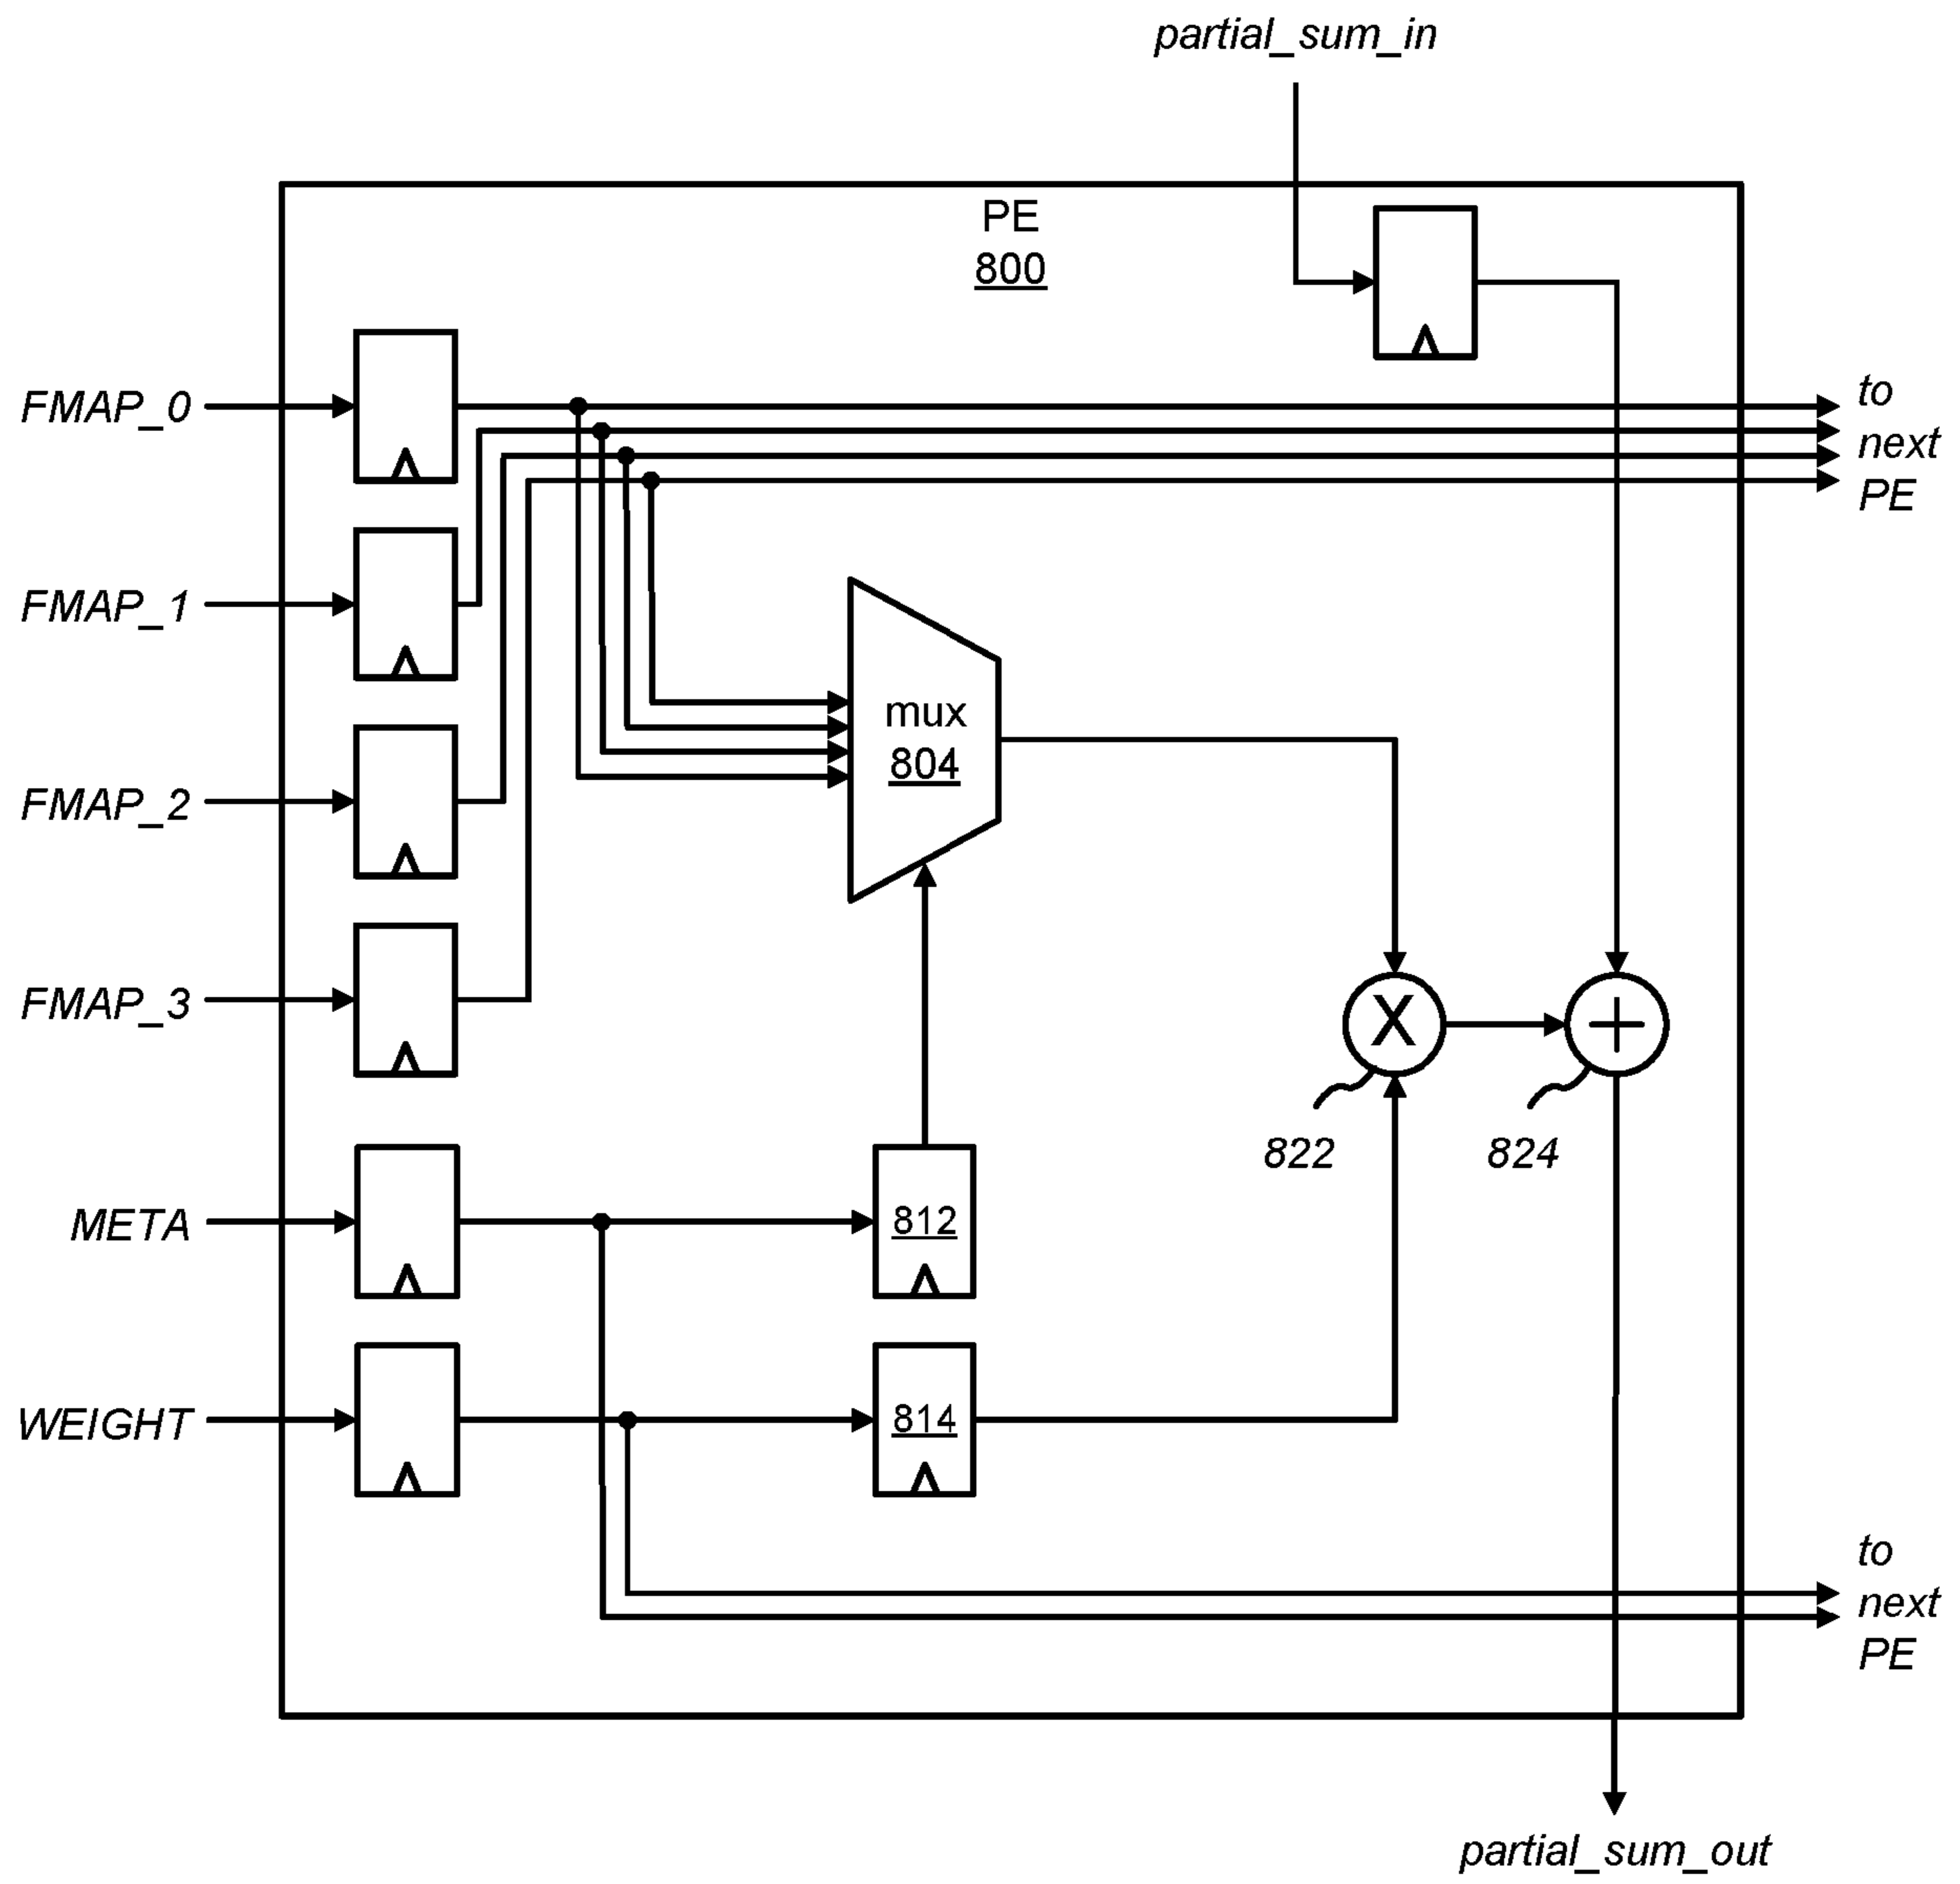 partial_sum_in
PE
800
FMAP_0
to
next
PE
FMAP_1
mux
804
FMAP_2
FMAP_3
822
824
META
812
WEIGHT
814
to
next
PE
partial_sum_out